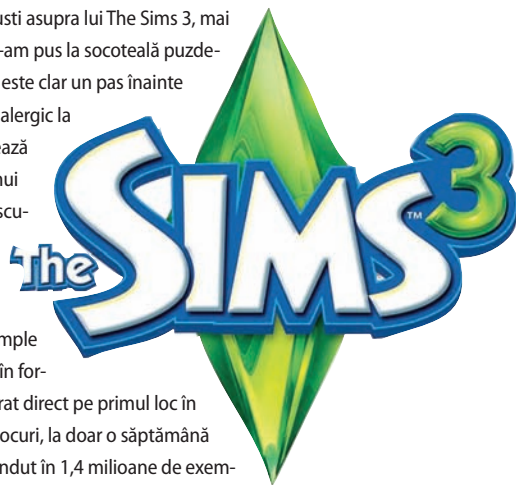 usti asupra lui The Sims 3, mai
-am pus la socoteală puzde-
este clar un pas înainte
alergic la
ează
nui
scu-
The SIMS 3 ™
mple
în for-
rat direct pe primul loc în
ocuri, la doar o săptămână
ndut în 1,4 milioane de exem-